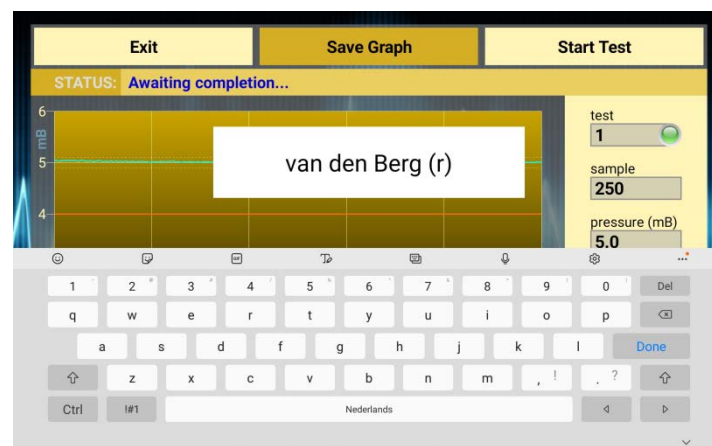 Exit Save Graph Start Test
STATUS: Awaiting completion...
6
mB
5
4
van den Berg (r)
test
1
sample
250
pressure (mB)
5.0
GIF
1 2 3 4 5 6 7 8 9 0 Del
q w e r t y u i o p
a s d f g h j k l Done
z x c v b n m , ! . ?
Ctrl !#1 Nederlands